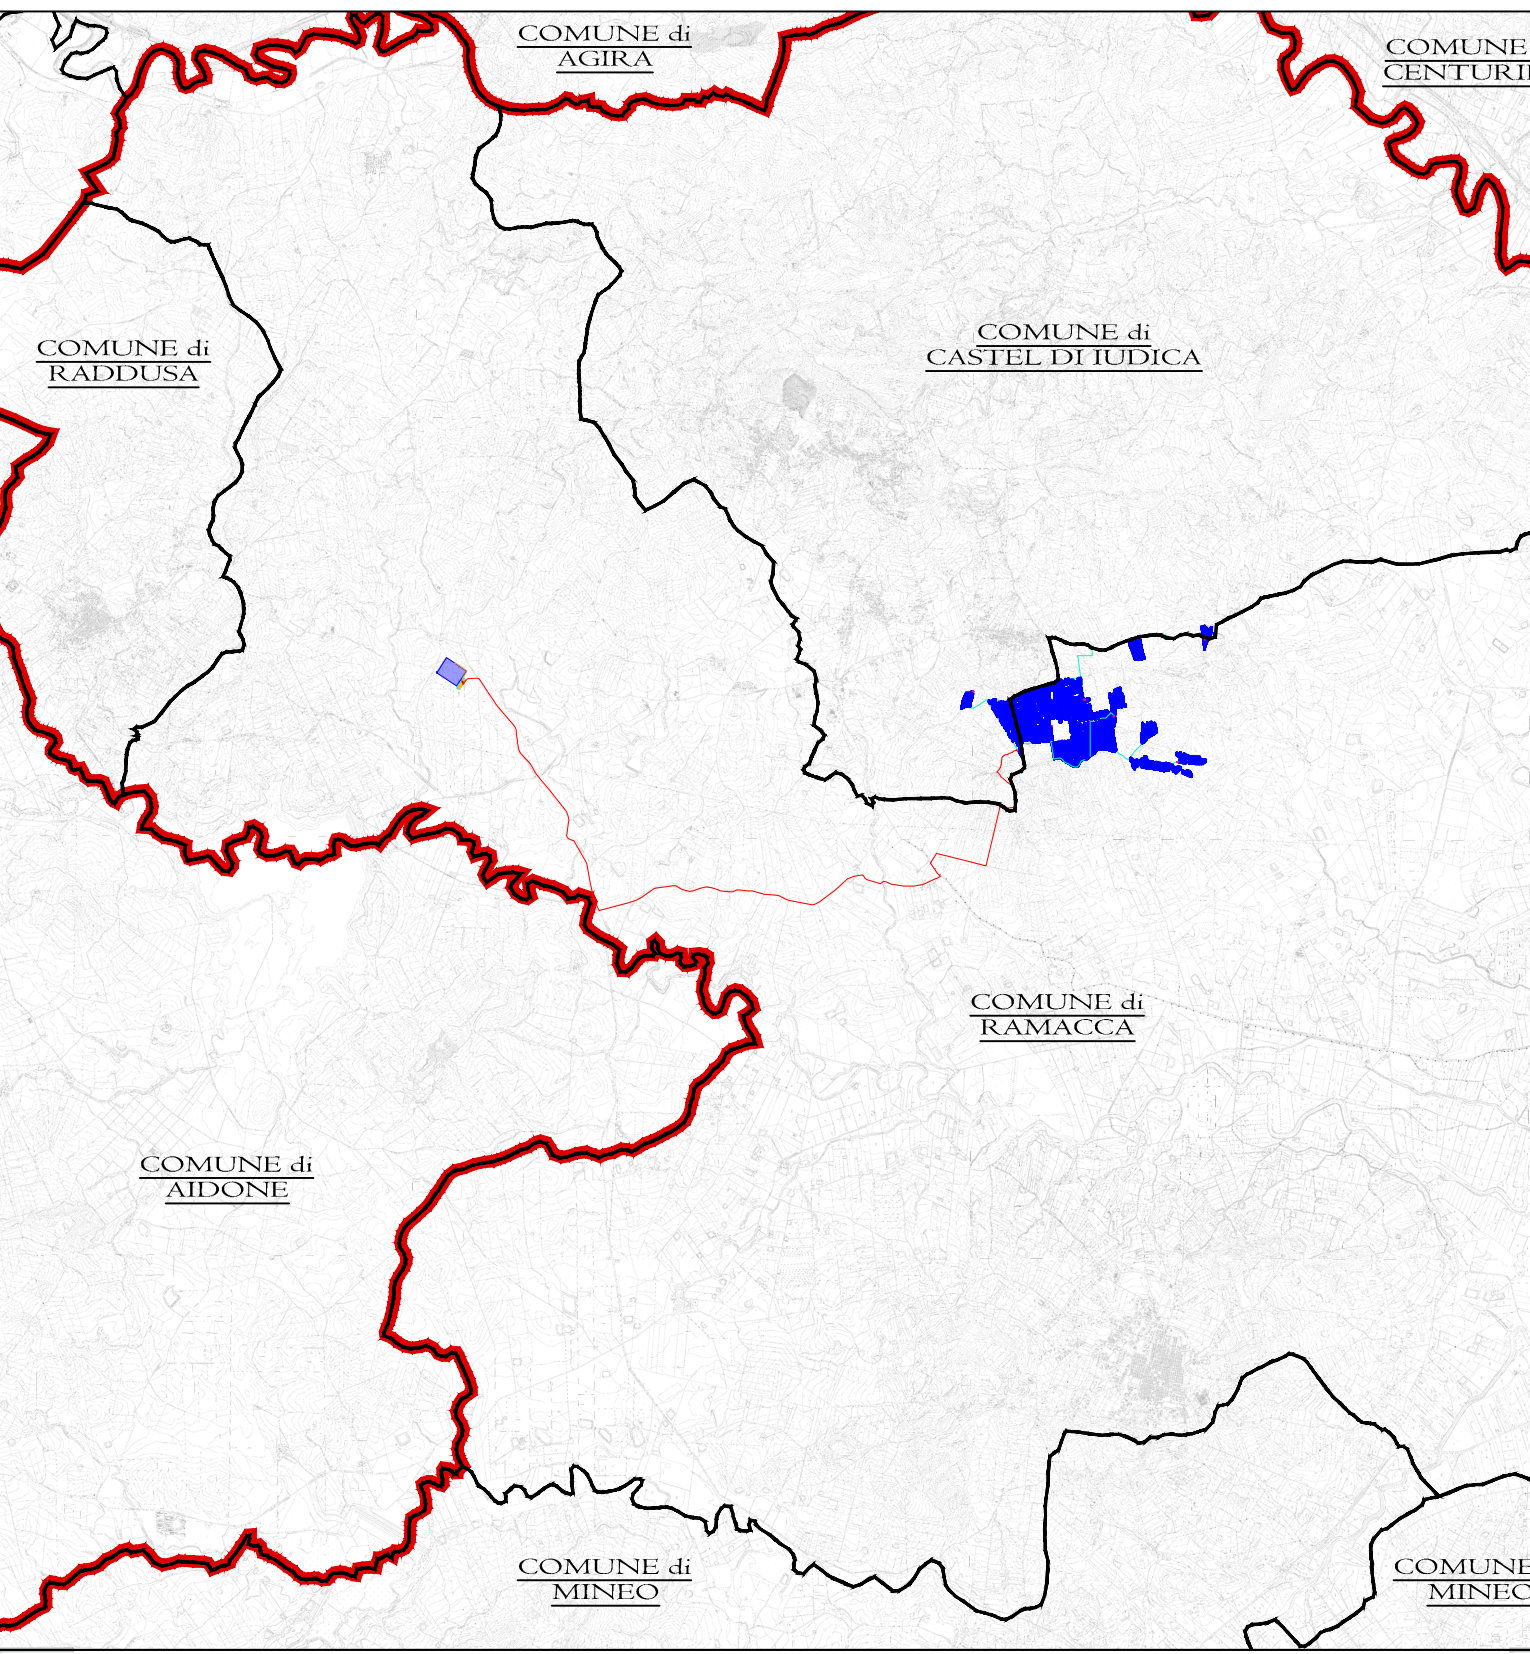 COMUNE di
AGIRA
COMUNE
CENTURI
COMUNE di
RADDUSA
COMUNE di
CASTEL DI IUDICA
COMUNE di
RAMACCA
COMUNE di
AIDONE
COMUNE di
MINEO
COMUNE
MINEO